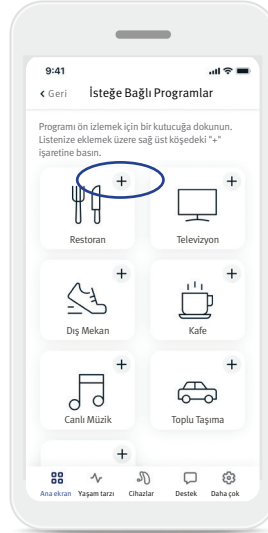 9:41
Geri İsteğe Bağlı Programlar
Programı ön izlemek için bir kutucuğa dokunun.
Listenize eklemek üzere sağ üst köşedeki "+"
işaretine basın.
+ +
Restoran Televizyon
+ +
Dış Mekan Kafe
+ +
Canlı Müzik Toplu Taşıma
+
Ana ekran Yaşam tarzı Cihazlar Destek Daha çok